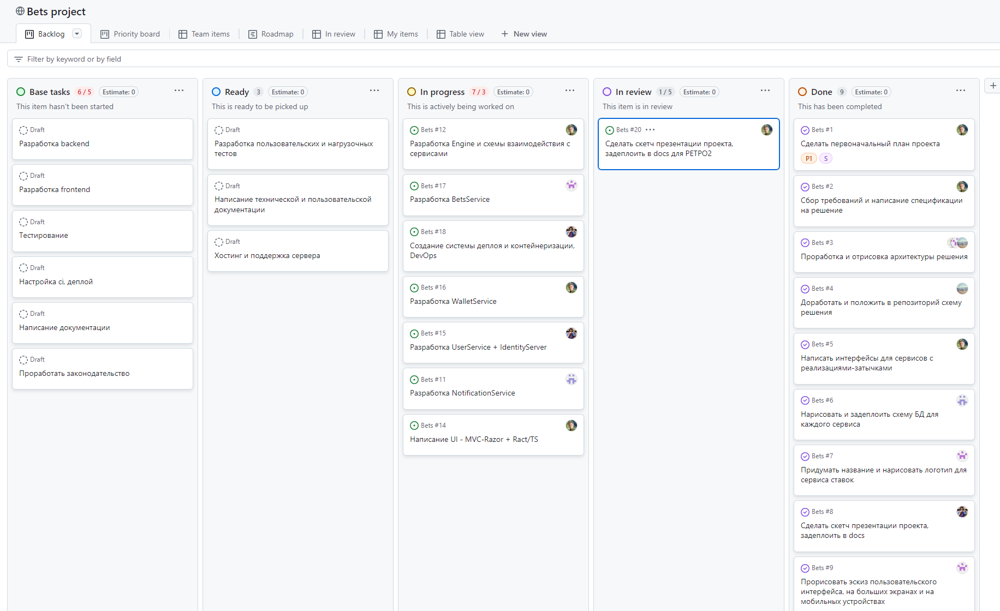 Bets project
Backlog
Priority board
Team items
Roadmap
In review
My items
Table view
New view
Filter by keyword or by field
Base tasks 6 / 5 Estimate: 0
This item hasn't been started
Draft
Разработка backend
Draft
Разработка frontend
Draft
Тестирование
Draft
Настройка ci, деплой
Draft
Написание документации
Draft
Проработать законодательство
Ready 3 Estimate: 0
This is ready to be picked up
Draft
Разработка пользовательских и нагрузочных
тестов
Draft
Написание технической и пользовательской
документации
Draft
Хостинг и поддержка сервера
In progress 7 / 3 Estimate: 0
This is actively being worked on
Bets #12
Разработка Engine и схемы взаимодействия с
сервисами
Bets #17
Разработка BetsService
Bets #18
Создание системы деплоя и контейнеризации,
DevOps
Bets #16
Разработка WalletService
Bets #15
Разработка UserService + IdentityServer
Bets #11
Разработка NotificationService
Bets #14
Написание UI - MVC-Razor + Ract/TS
In review 1 / 5 Estimate: 0
This item is in review
Bets #20
Сделать скетч презентации проекта,
задеплоить в docs для РЕТРО2
Done 9 Estimate: 0
This has been completed
Bets #1
Сделать первоначальный план проекта
P1 S
Bets #2
Сбор требований и написание спецификации
на решение
Bets #3
Проработка и отрисовка архитектуры решения
Bets #4
Доработать и положить в репозиторий схему
решения
Bets #5
Написать интерфейсы для сервисов с
реализациями-затычками
Bets #6
Нарисовать и задеплоить схему БД для
каждого сервиса
Bets #7
Придумать название и нарисовать логотип для
сервиса ставок
Bets #8
Сделать скетч презентации проекта,
задеплоить в docs
Bets #9
Прорисовать эскиз пользовательского
интерфейса, на больших экранах и на
мобильных устройствах